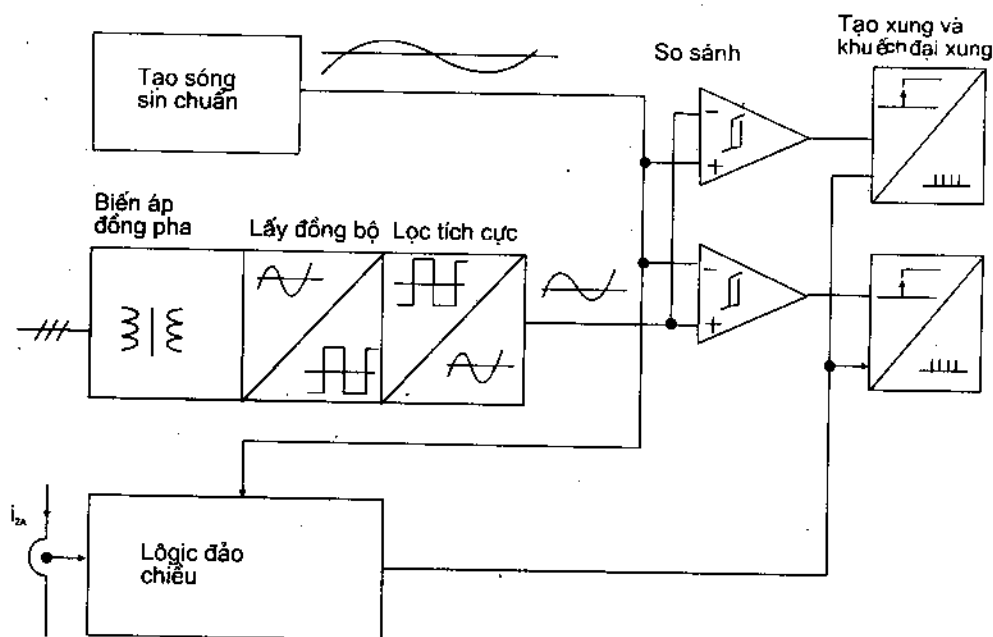 Tạo xung và
khuếch đại xung
So sánh
Tạo sóng
sin chuẩn
-
+
Biến áp
đồng pha
Lấy đồng bộ
Lọc tích cực
-
+
i2A
Lôgic đảo
chiều